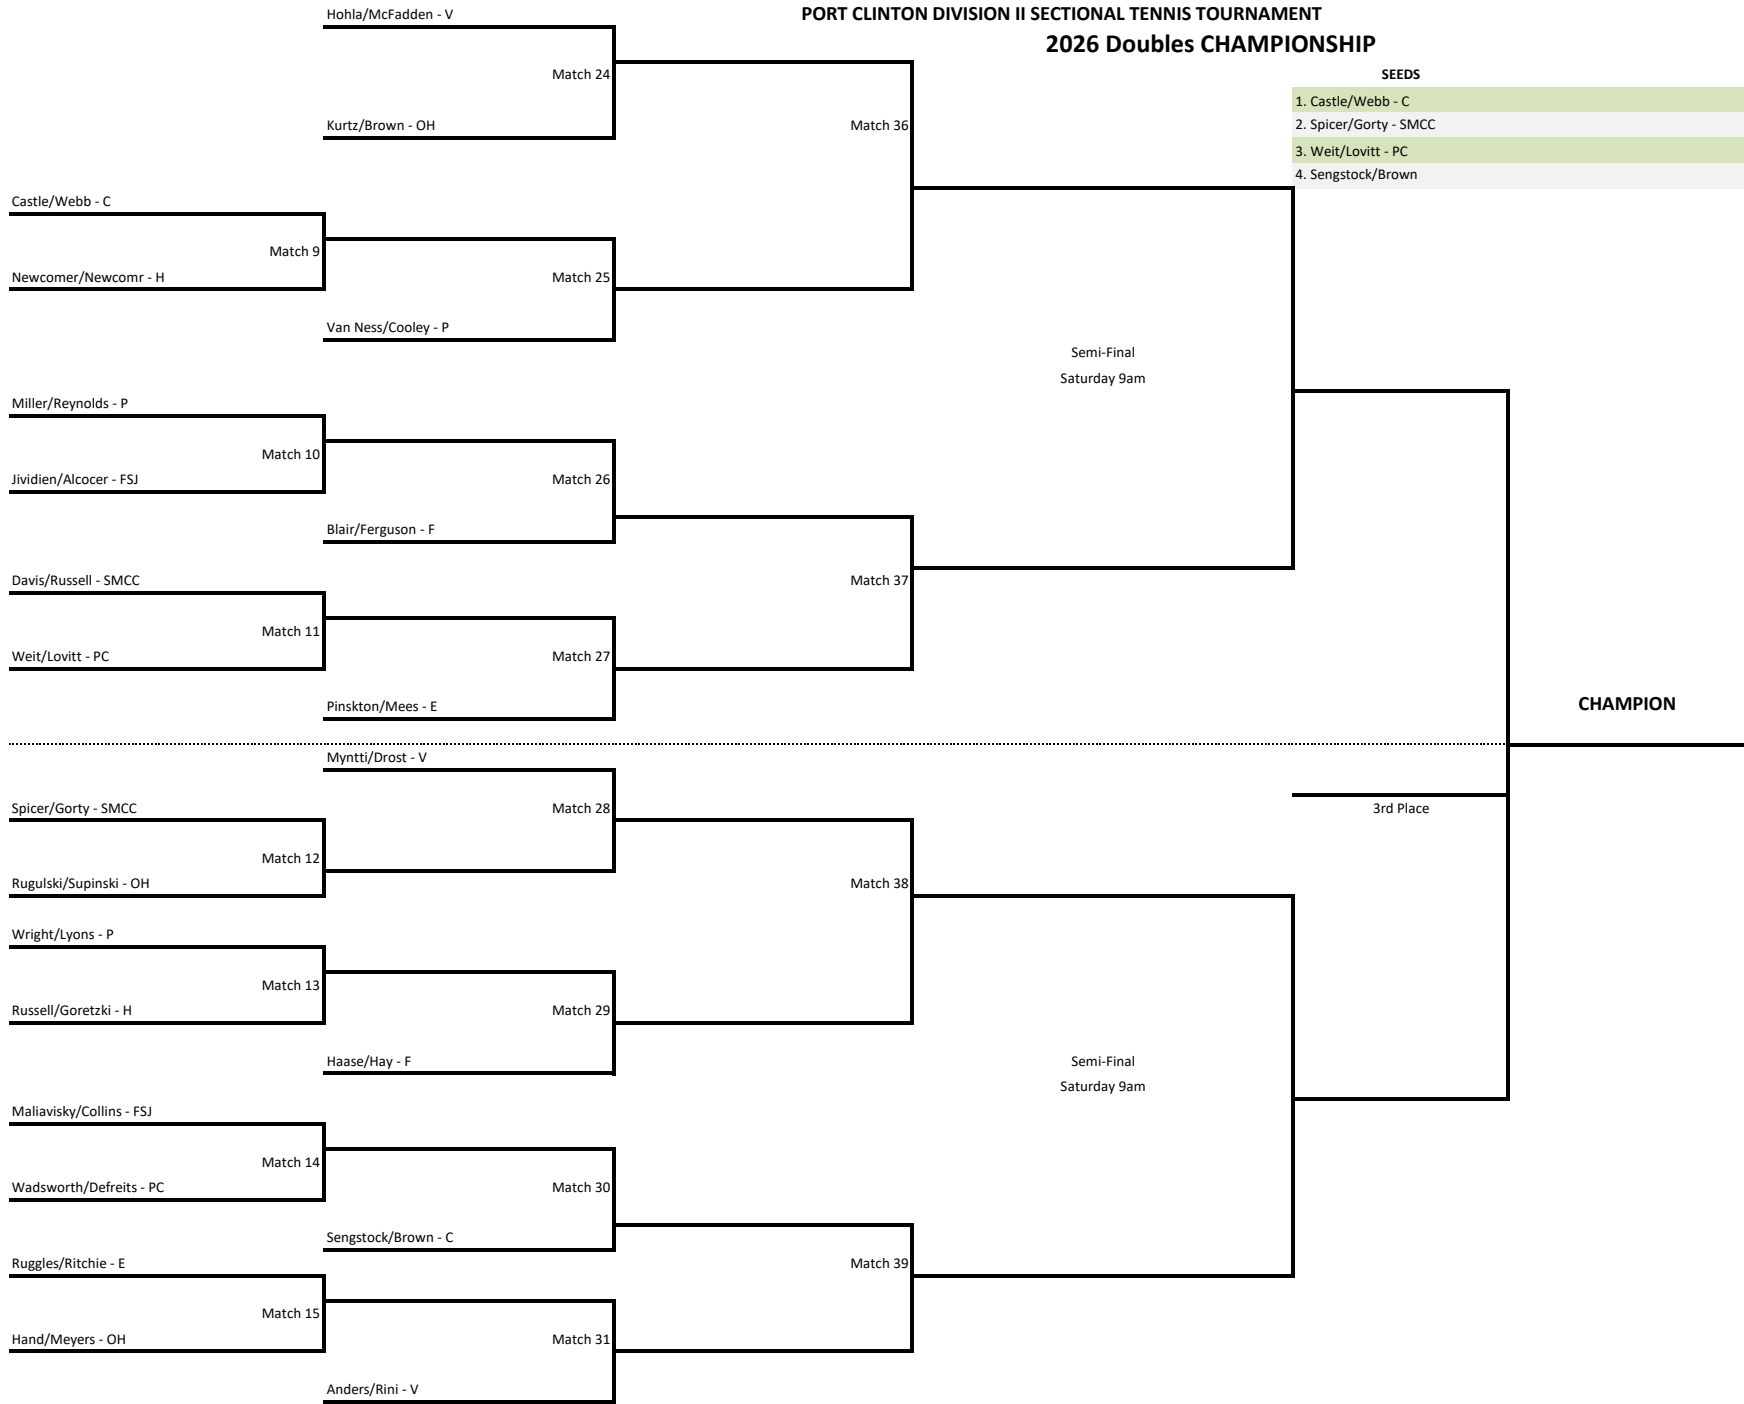 Hohla/McFadden - V
PORT CLINTON DIVISION II SECTIONAL TENNIS TOURNAMENT
2026 Doubles CHAMPIONSHIP
Match 24
SEEDS
1. Castle/Webb - C
Kurtz/Brown - OH
Match 36
2. Spicer/Gorty - SMCC
3. Weit/Lovitt - PC
4. Sengstock/Brown
Castle/Webb - C
Match 9
Newcomer/Newcomr - H
Match 25
Van Ness/Cooley - P
Semi-Final
Saturday 9am
Miller/Reynolds - P
Match 10
Jividien/Alcocer - FSJ
Match 26
Blair/Ferguson - F
Davis/Russell - SMCC
Match 37
Match 11
Weit/Lovitt - PC
Match 27
Pinskton/Mees - E
CHAMPION
Myntti/Drost - V
Spicer/Gorty - SMCC
Match 28
3rd Place
Match 12
Rugulski/Supinski - OH
Match 38
Wright/Lyons - P
Match 13
Russell/Goretzki - H
Match 29
Haase/Hay - F
Semi-Final
Saturday 9am
Maliavisky/Collins - FSJ
Match 14
Wadsworth/Defreits - PC
Match 30
Sengstock/Brown - C
Ruggles/Ritchie - E
Match 39
Match 15
Hand/Meyers - OH
Match 31
Anders/Rini - V